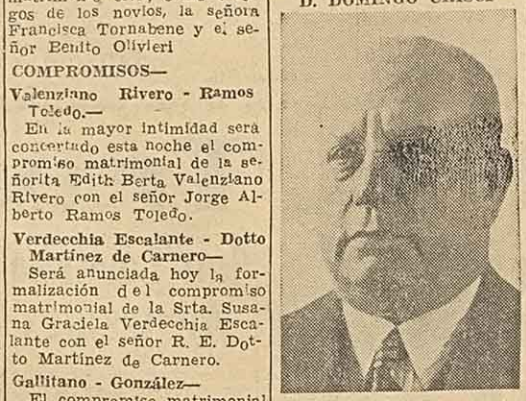 gos de los novios, la señora
Francisca Tornabene y el se-
ñor Benito Olivieri
COMPROMISOS—
Valenziano Rivero - Ramos
Toledo.—
En la mayor intimidad será
concertado esta noche el com-
promiso matrimonial de la se-
ñorita Edith Berta Valenziano
Rivero con el señor Jorge Al-
berto Ramos Toledo.
Verdecchia Escalante - Dotto
Martínez de Carnero—
Será anunciada hoy la for-
malización del compromiso
matrimonial de la Srta. Susa-
na Graciela Verdecchia Esca-
lante con el señor R. E. Dot-
to Martínez de Carnero.
Gallitano - González—
El compromiso matrimonial
D. DOMINGO